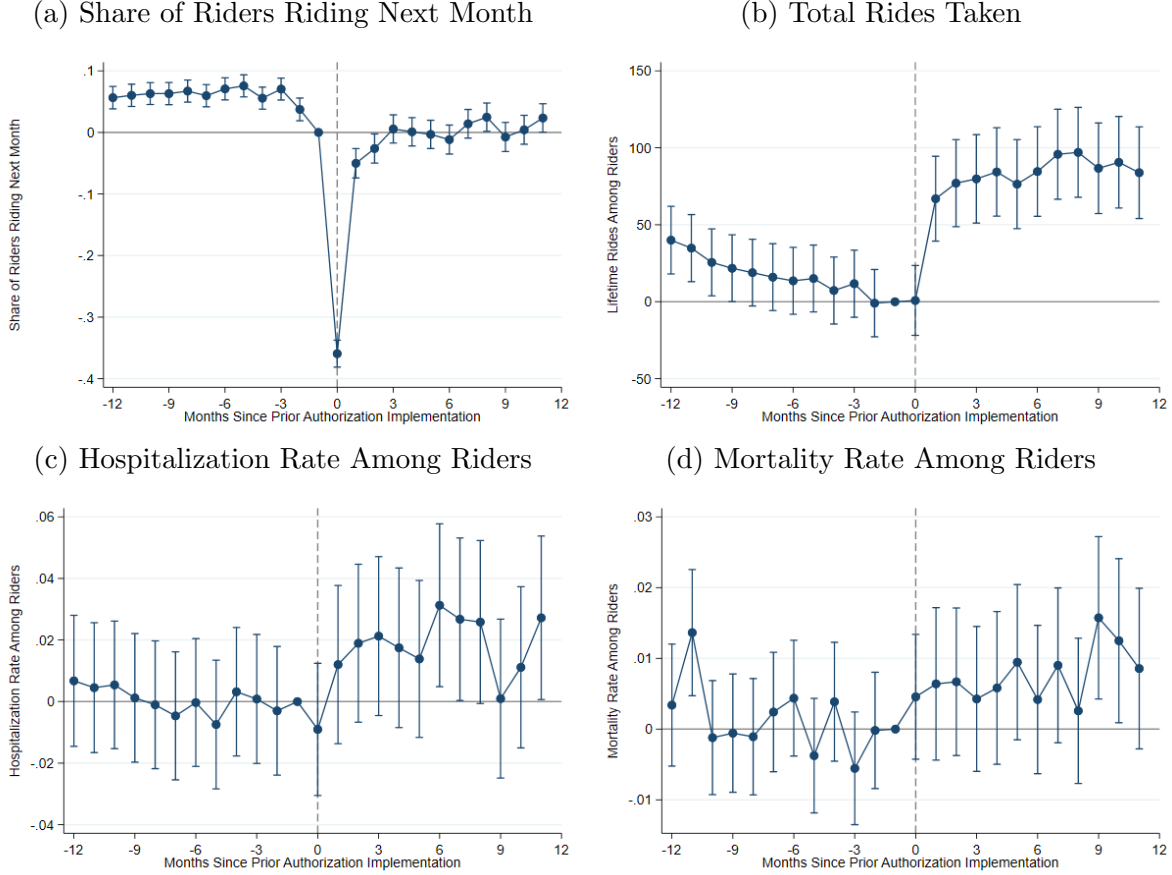 (a) Share of Riders Riding Next Month
Share of Riders Riding Next Month
.1
0
-.1
-.2
-.3
-.4
-12 -9 -6 -3 0 3 6 9 12
Months Since Prior Authorization Implementation
(b) Total Rides Taken
Lifetime Rides Among Riders
150
100
50
0
-50
-12 -9 -6 -3 0 3 6 9 12
Months Since Prior Authorization Implementation
(c) Hospitalization Rate Among Riders
Hospitalization Rate Among Riders
.06
.04
.02
0
-.02
-.04
-12 -9 -6 -3 0 3 6 9 12
Months Since Prior Authorization Implementation
(d) Mortality Rate Among Riders
Mortality Rate Among Riders
.03
.02
.01
0
-.01
-12 -9 -6 -3 0 3 6 9 12
Months Since Prior Authorization Implementation